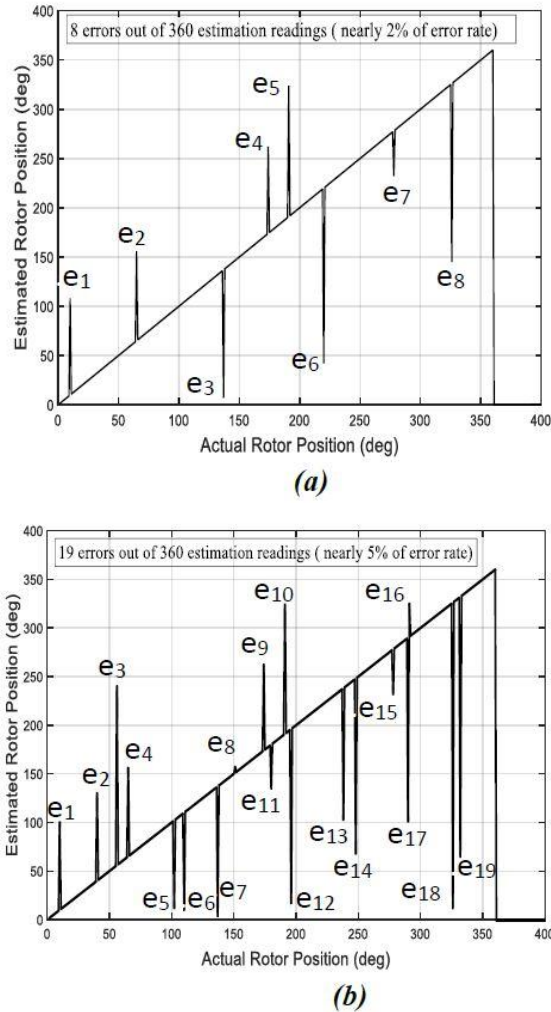 400
8 errors out of 360 estimation readings ( nearly 2% of error rate)
350
e5
300
e4
250
e7
200
e2
150
e1
e8
100
e6
50
e3
0
0 50 100 150 200 250 300 350 400
Estimated Rotor Position (deg)
Actual Rotor Position (deg)
(a)
400
19 errors out of 360 estimation readings ( nearly 5% of error rate)
350
e10
e16
300
e9
e3
250
e8
e15
200
e4
e2
150
e11
e1
e13
e17
100
e14
e19
50
e5
e6
e7
e12
e18
0
0 50 100 150 200 250 300 350 400
Estimated Rotor Position (deg)
Actual Rotor Position (deg)
(b)